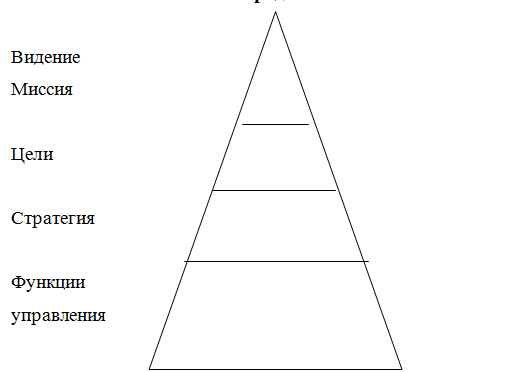 Видение
Миссия
Цели
Стратегия
Функции
управления